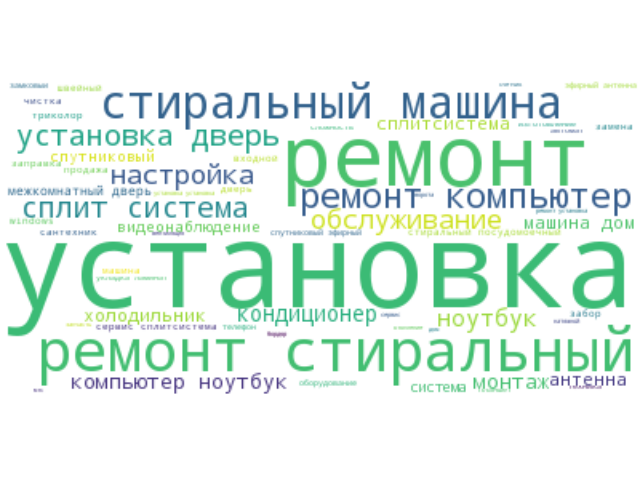 замковый швейный стиральный машина эфирный антенна
чистка
триколор сплитсистема замена
установка дверь
спутниковый входной ремонт
заправка продажа настройка
межкомнатный дверь дверь ремонт компьютер
сплит система обслуживание
windows видеонаблюдение машина дом
сантехник спутниковый эфирный стиральный посудомоечный
установка
машина
холодильник кондиционер сервис ноутбук забор
сервис сплитсистема телефон
ремонт стиральный
компьютер ноутбук оборудование система монтаж антенна